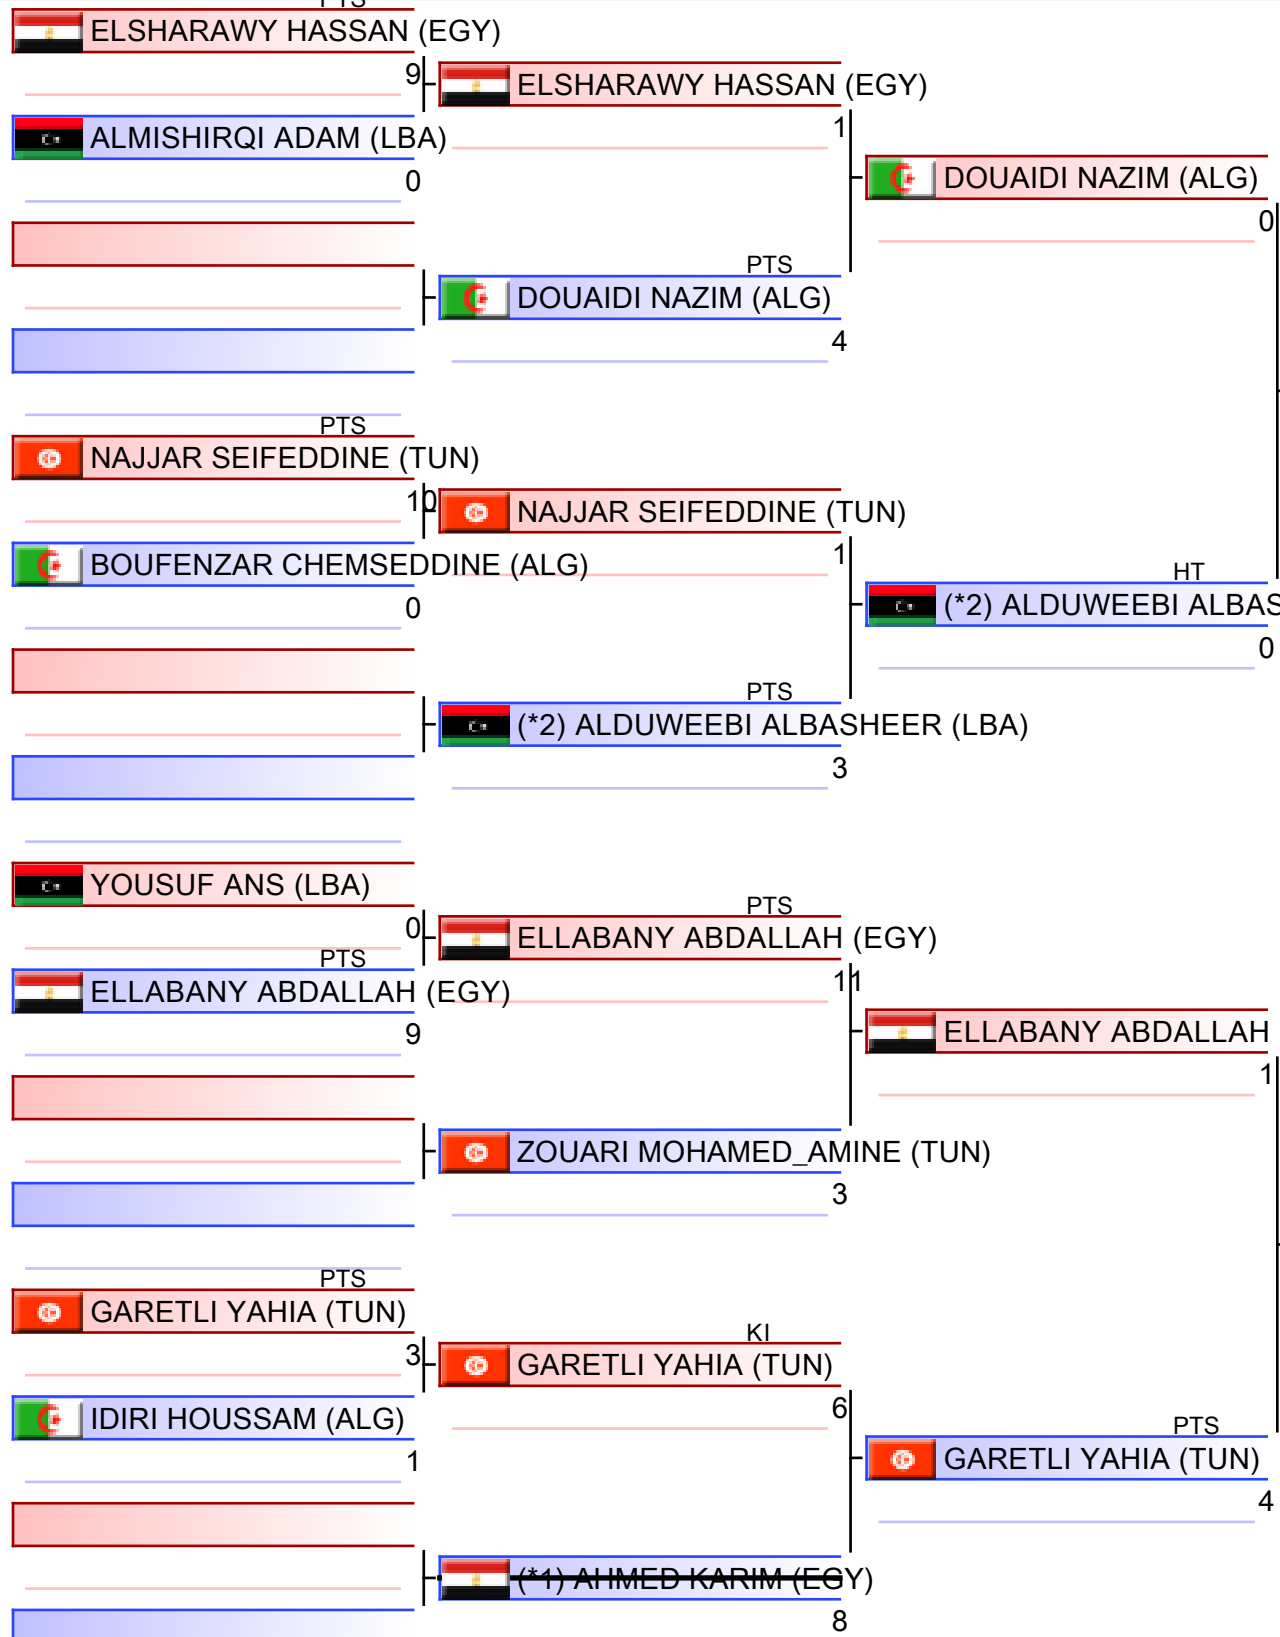 PTS
ELSHARAWY HASSAN (EGY)
9
ALMISHIRQI ADAM (LBA)
0
PTS
NAJJAR SEIFEDDINE (TUN)
10
BOUFENZAR CHEMSEDDINE (ALG)
0
YOUSUF ANS (LBA)
0
PTS
ELLABANY ABDALLAH (EGY)
9
PTS
GARETLI YAHIA (TUN)
3
IDIRI HOUSSAM (ALG)
1
ELSHARAWY HASSAN (EGY)
1
PTS
DOUAIDI NAZIM (ALG)
4
NAJJAR SEIFEDDINE (TUN)
1
PTS
(*2) ALDUWEEBI ALBASHEER (LBA)
3
PTS
ELLABANY ABDALLAH (EGY)
11
ZOUARI MOHAMED_AMINE (TUN)
3
KI
GARETLI YAHIA (TUN)
6
(*1) AHMED KARIM (EGY)
8
DOUAIDI NAZIM (ALG)
0
HT
(*2) ALDUWEEBI ALBAS
0
ELLABANY ABDALLAH
1
PTS
GARETLI YAHIA (TUN)
4